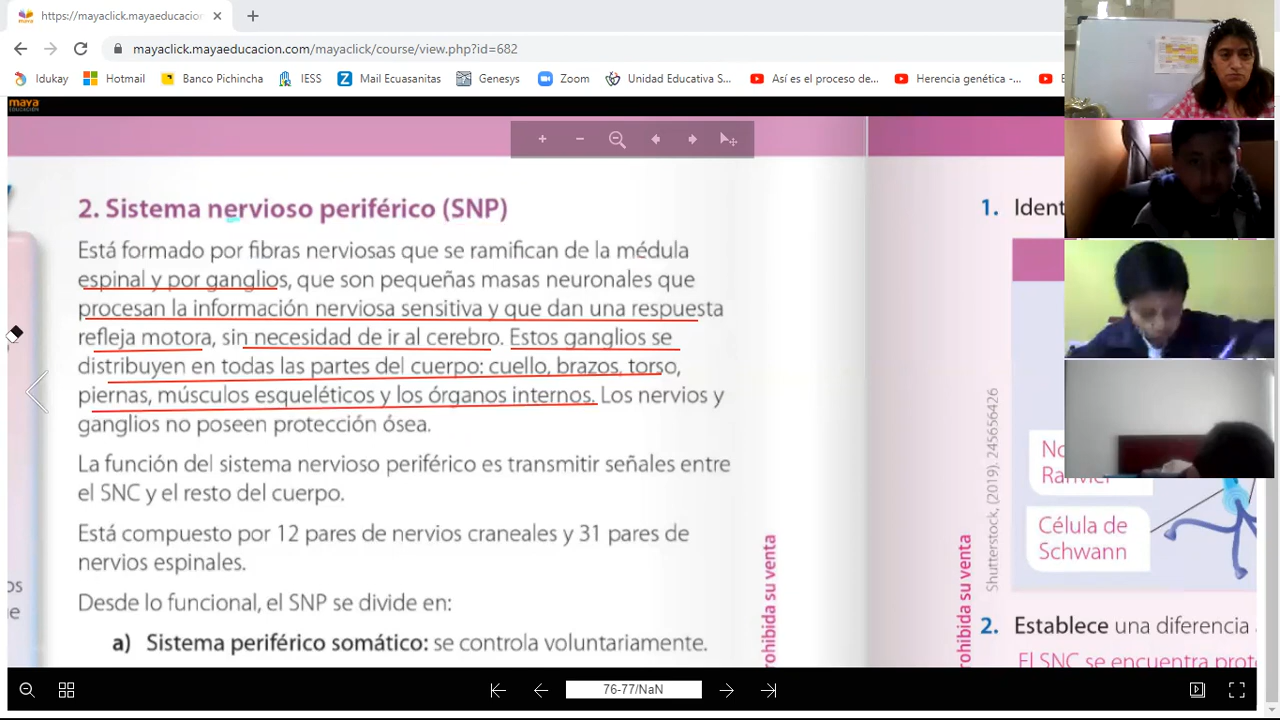 https://mayaclick.mayaeducacion
mayaclick.mayaeducacion.com/mayaclick/course/view.php?id=682
Idukay Hotmail Banco Pichincha IESS Mail Ecuasanitas Genesys Zoom Unidad Educativa S... Así es el proceso de... Herencia genética -...
maya
EDUCACIÓN
2. Sistema nervioso periférico (SNP)
Está formado por fibras nerviosas que se ramifican de la médula
espinal y por ganglios, que son pequeñas masas neuronales que
procesan la información nerviosa sensitiva y que dan una respuesta
refleja motora, sin necesidad de ir al cerebro. Estos ganglios se
distribuyen en todas las partes del cuerpo: cuello, brazos, torso,
piernas, músculos esqueléticos y los órganos internos. Los nervios y
ganglios no poseen protección ósea.
La función del sistema nervioso periférico es transmitir señales entre
el SNC y el resto del cuerpo.
Está compuesto por 12 pares de nervios craneales y 31 pares de
nervios espinales.
Desde lo funcional, el SNP se divide en:
a) Sistema periférico somático: se controla voluntariamente.
rohibida su venta
rohibida su venta
1. Ident
Shutterstock, (2019). 245656426
Ranvier
Célula de
Schwann
2. Establece una diferencia
El SNC se encuentra prot
76-77/NaN